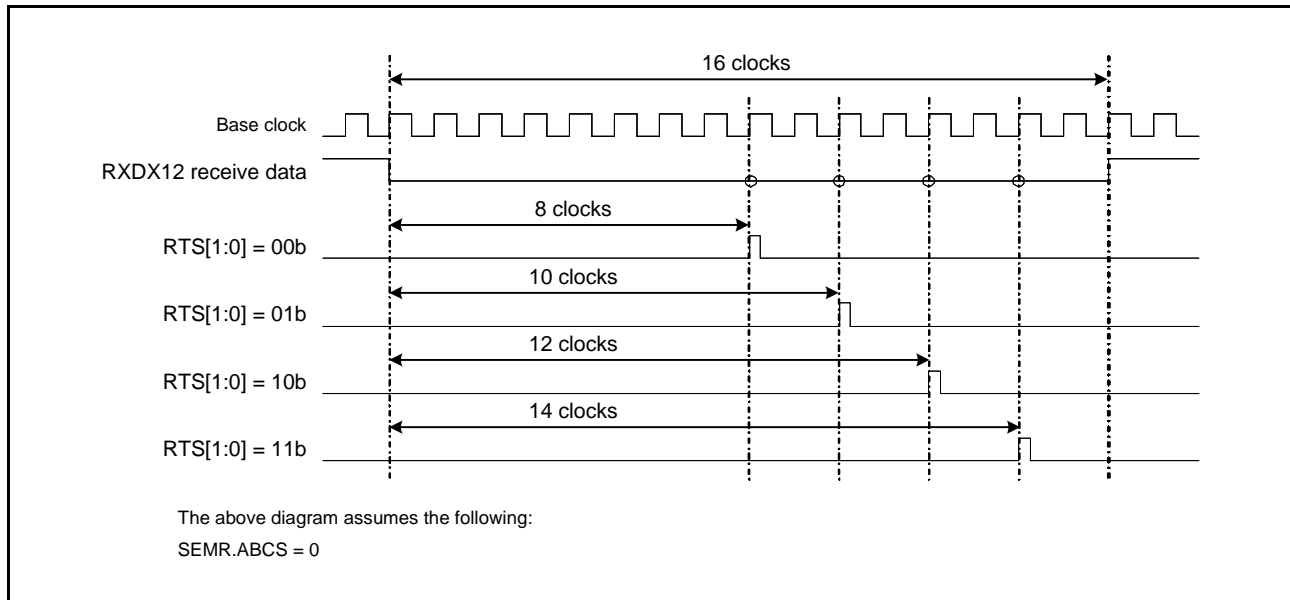 16 clocks
Base clock
RXDX12 receive data
8 clocks
RTS[1:0] = 00b
10 clocks
RTS[1:0] = 01b
12 clocks
RTS[1:0] = 10b
14 clocks
RTS[1:0] = 11b
The above diagram assumes the following:
SEMR.ABCS = 0